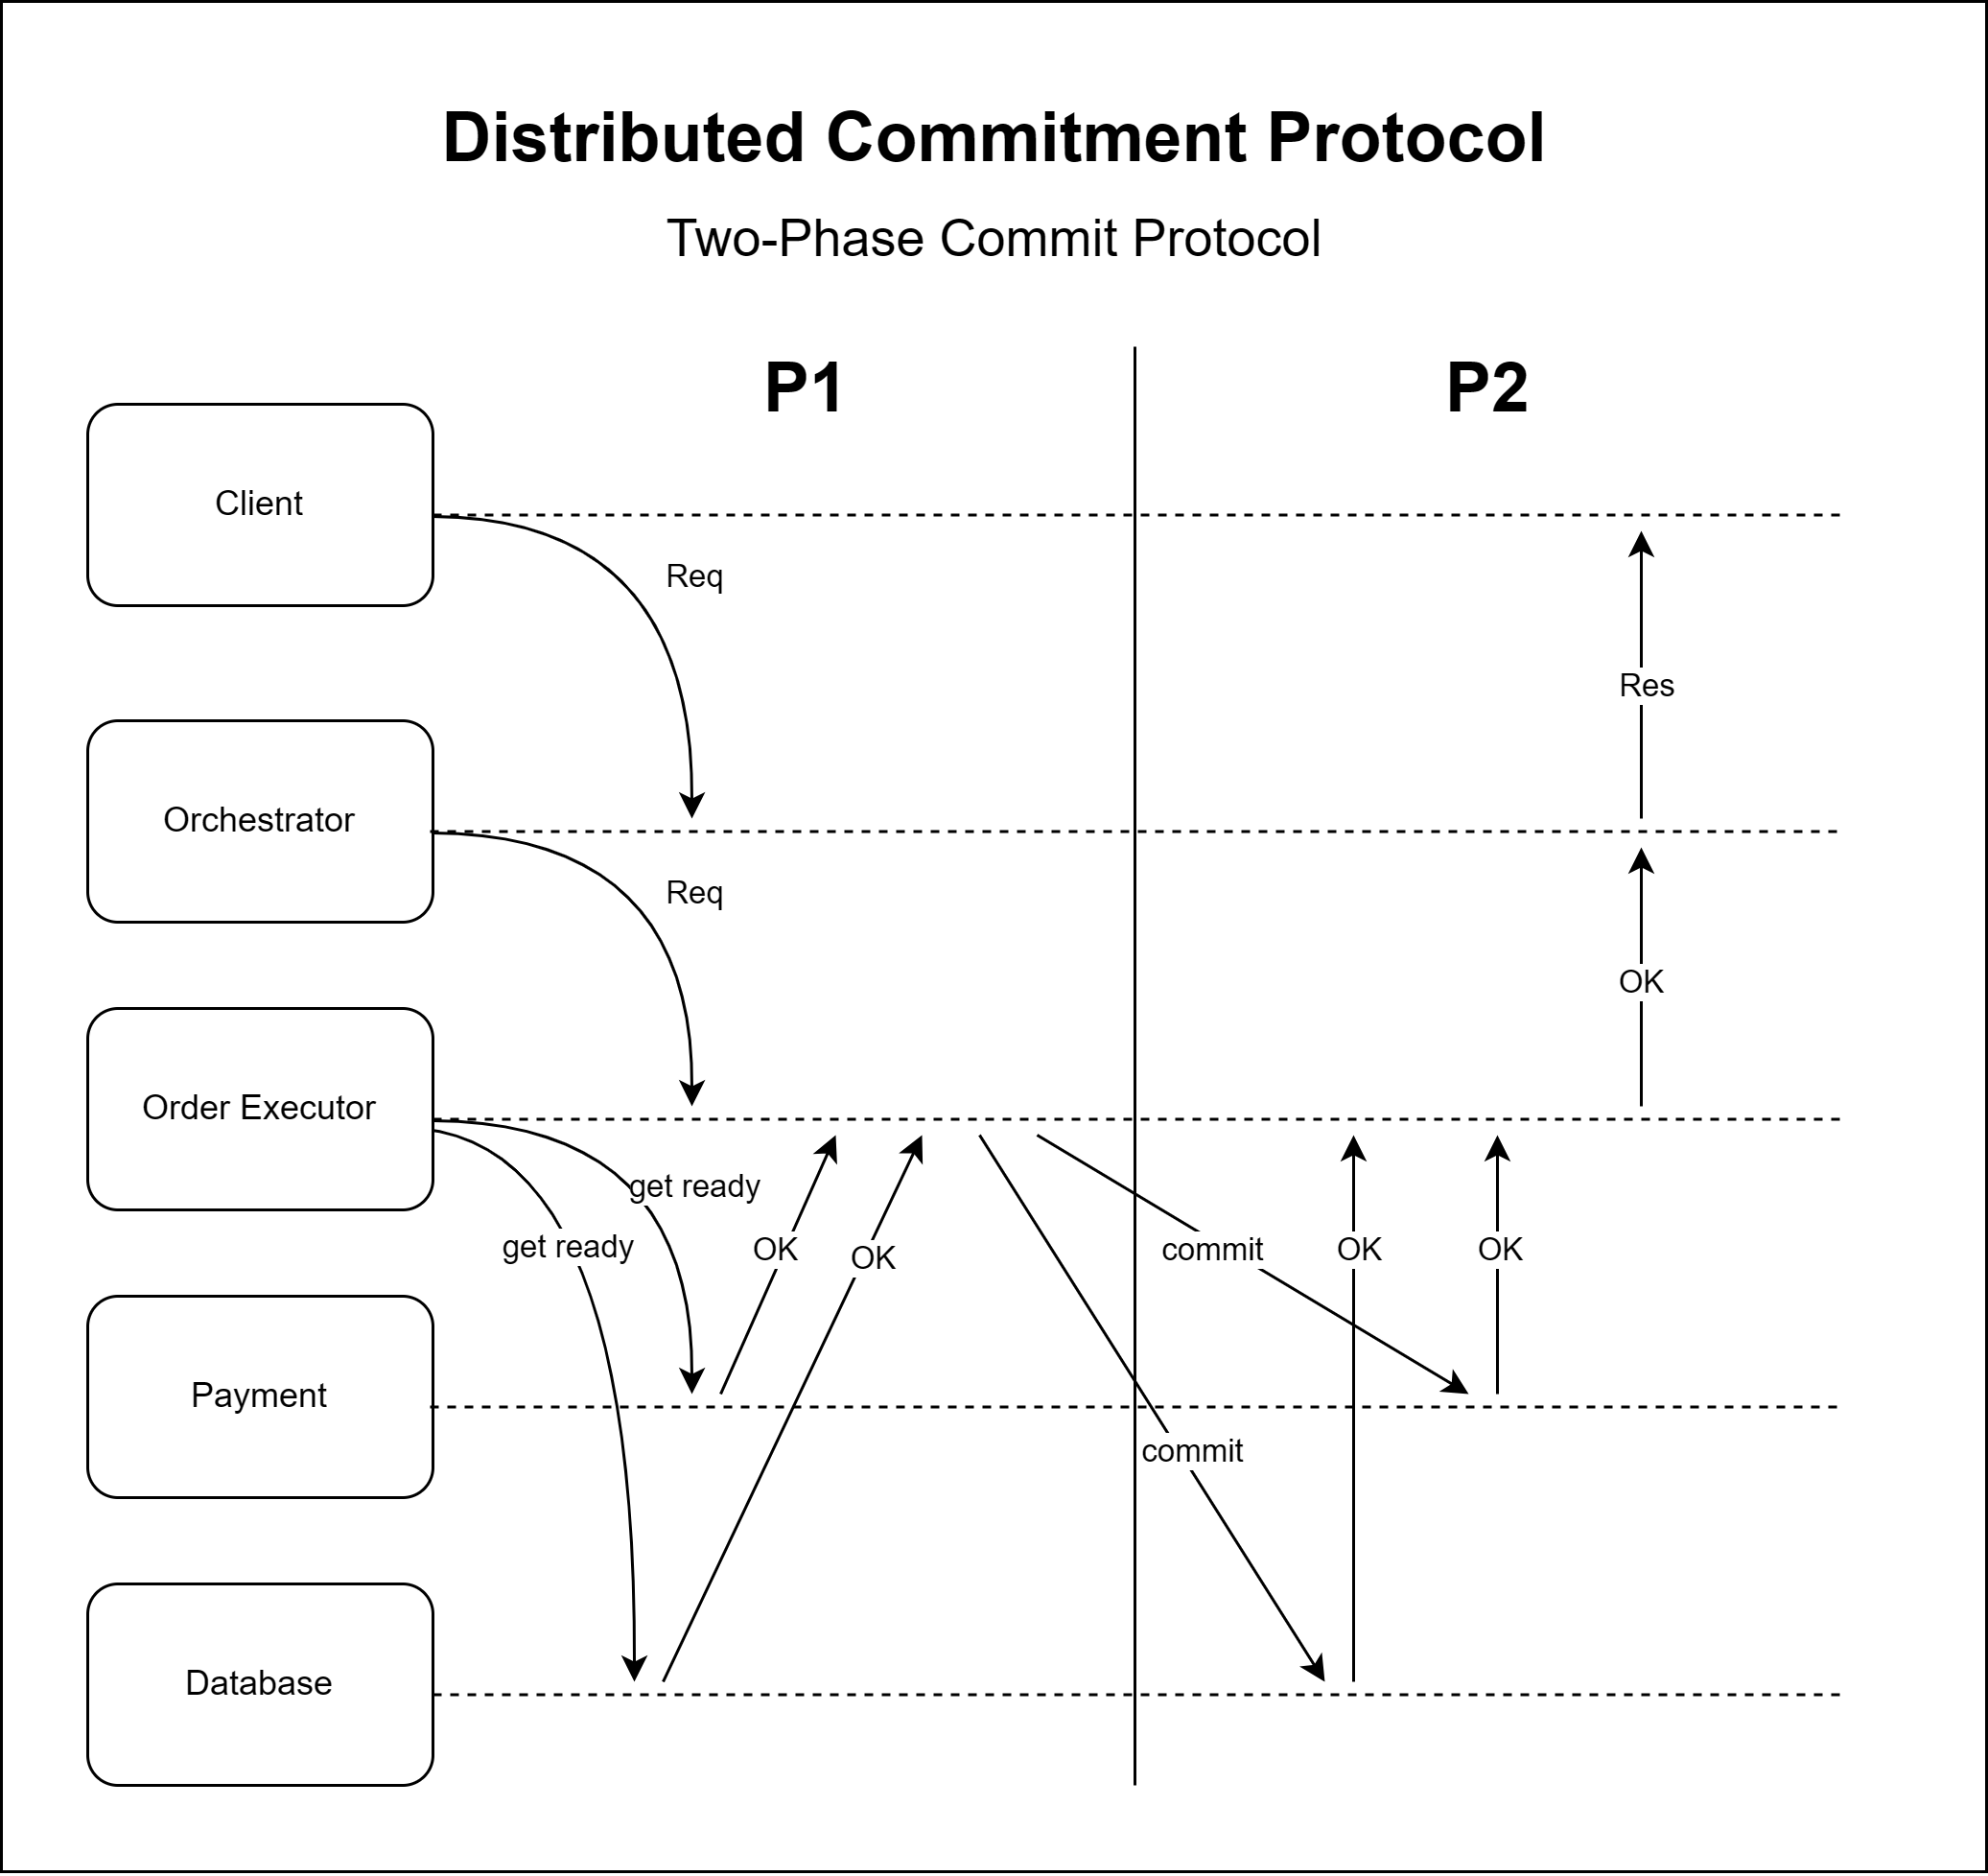 Distributed Commitment Protocol
Two-Phase Commit Protocol
P1
P2
Client
Req
Res
Orchestrator
Req
OK
Order Executor
get ready
get ready
OK
OK
commit
OK
OK
Payment
commit
Database